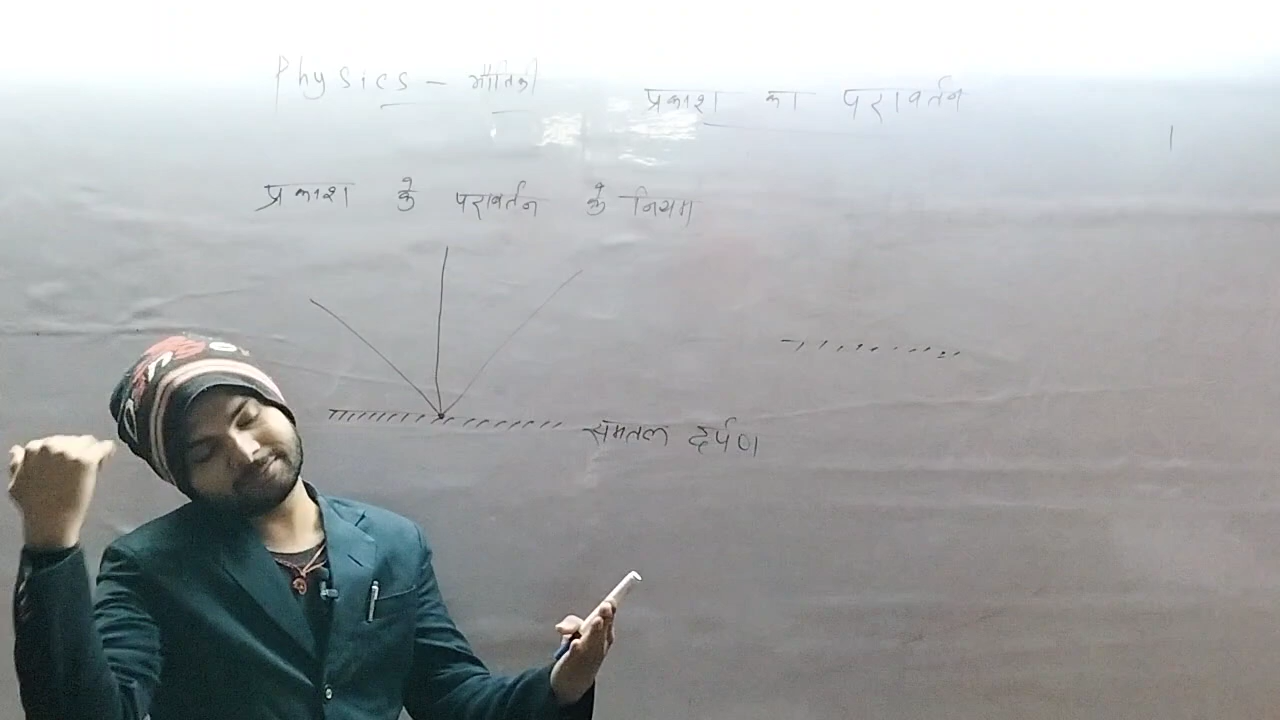 Physics - भौतिकी
प्रकाश का परावर्तन
प्रकाश के परावर्तन के नियम
समतल दर्पण